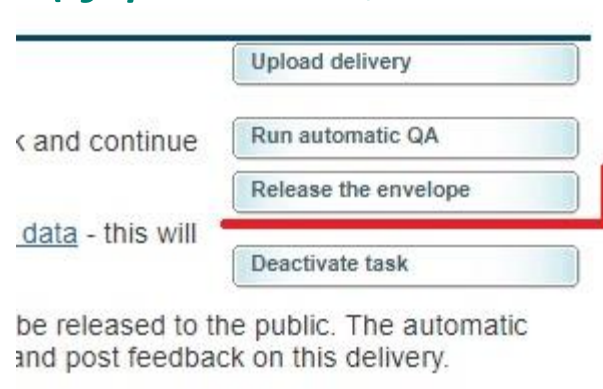 Upload delivery
and continue
Run automatic QA
Release the envelope
data - this will
Deactivate task
be released to the public. The automatic
and post feedback on this delivery.